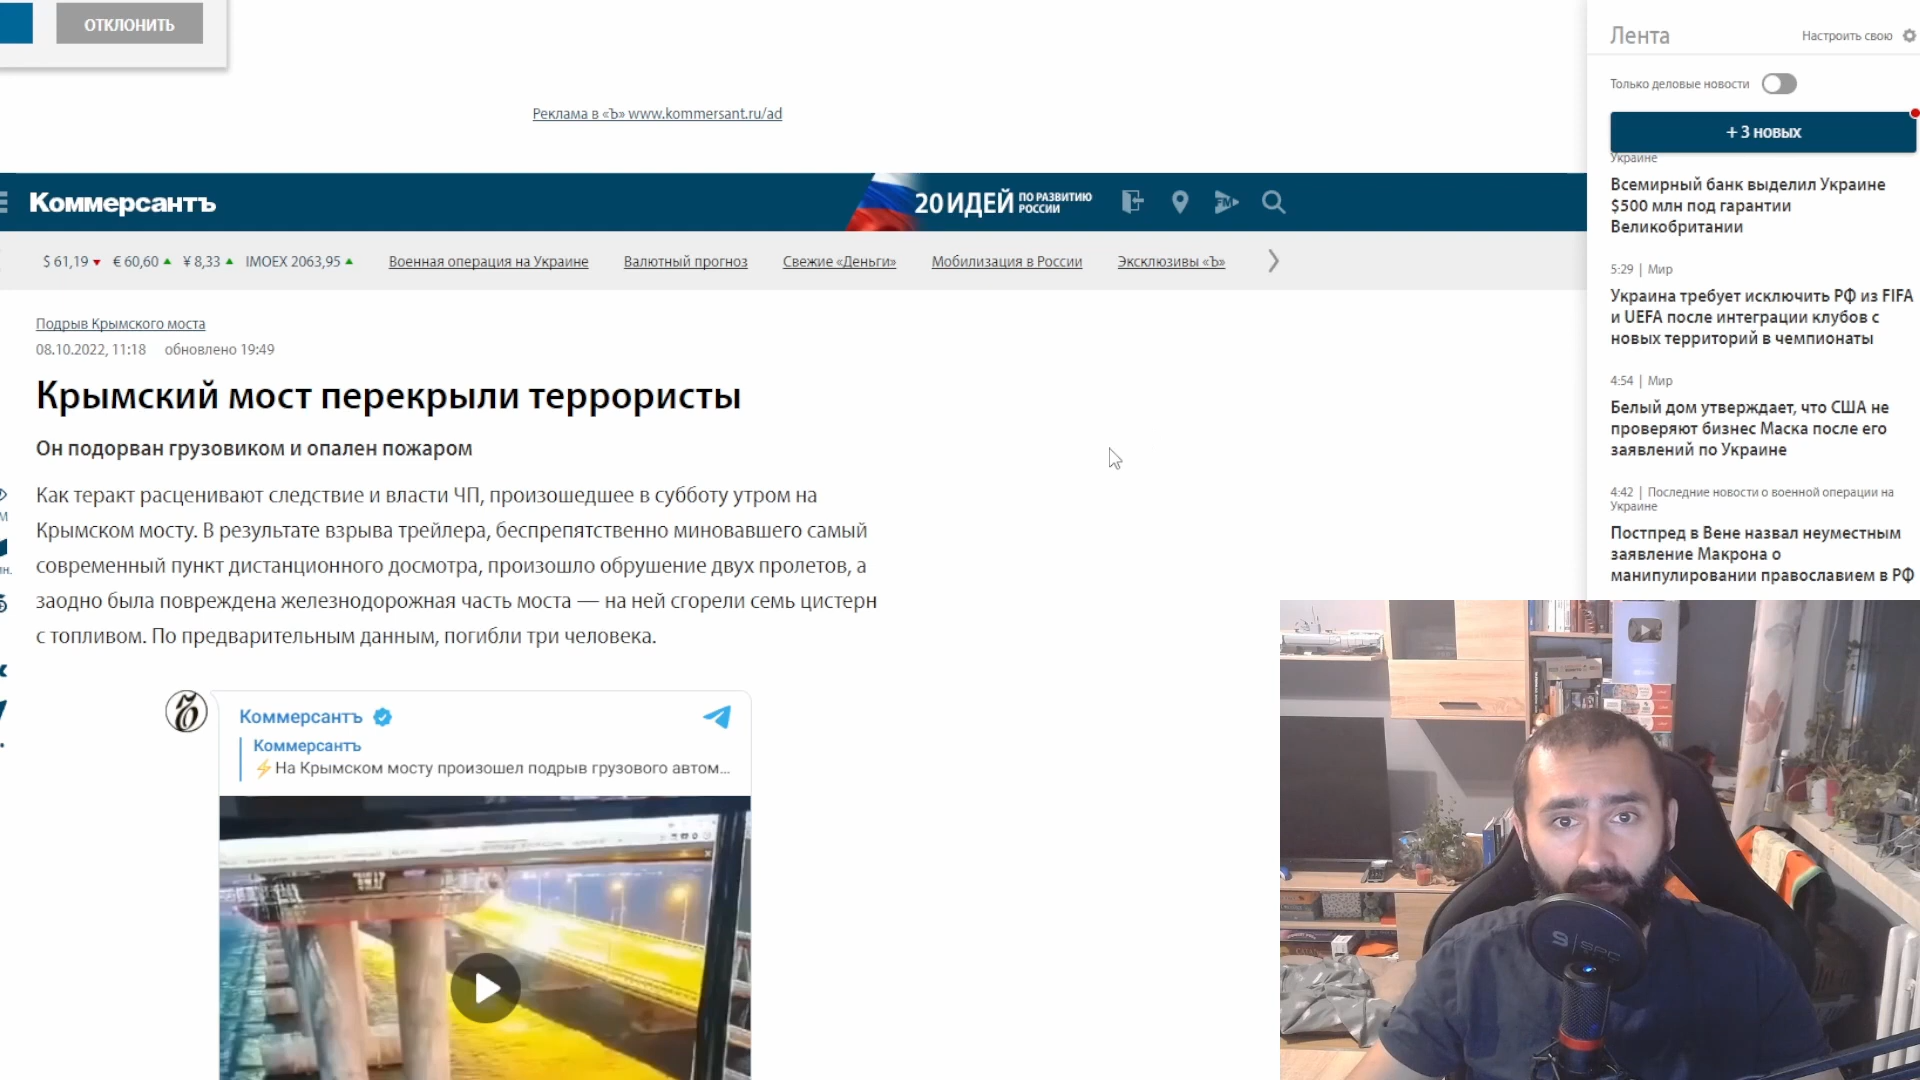 ОТКЛОНИТЬ
Реклама в «Ъ» www.kommersant.ru/ad
Коммерсантъ
20 ИДЕЙ ПО РАЗВИТИЮ
РОССИИ
FM
$ 61,19 € 60,60 ¥ 8,33 IMOEX 2063,95 Военная операция на Украине Валютный прогноз Свежие «Деньги» Мобилизация в России Эксклюзивы «Ъ»
Подрыв Крымского моста
08.10.2022, 11:18 обновлено 19:49
Крымский мост перекрыли террористы
Он подорван грузовиком и опален пожаром
Как теракт расценивают следствие и власти ЧП, произошедшее в субботу утром на
Крымском мосту. В результате взрыва трейлера, беспрепятственно миновавшего самый
современный пункт дистанционного досмотра, произошло обрушение двух пролетов, а
заодно была повреждена железнодорожная часть моста — на ней сгорели семь цистерн
с топливом. По предварительным данным, погибли три человека.
Коммерсантъ
Коммерсантъ
⚡На Крымском мосту произошел подрыв грузового автом...
Лента
Настроить свою
Только деловые новости
+ 3 новых
Украине
Всемирный банк выделил Украине
$500 млн под гарантии
Великобритании
5:29 | Мир
Украина требует исключить РФ из FIFA
и UEFA после интеграции клубов с
новых территорий в чемпионаты
4:54 | Мир
Белый дом утверждает, что США не
проверяют бизнес Маска после его
заявлений по Украине
4:42 | Последние новости о военной операции на
Украине
Постпред в Вене назвал неуместным
заявление Макрона о
манипулировании православием в РФ
SPC